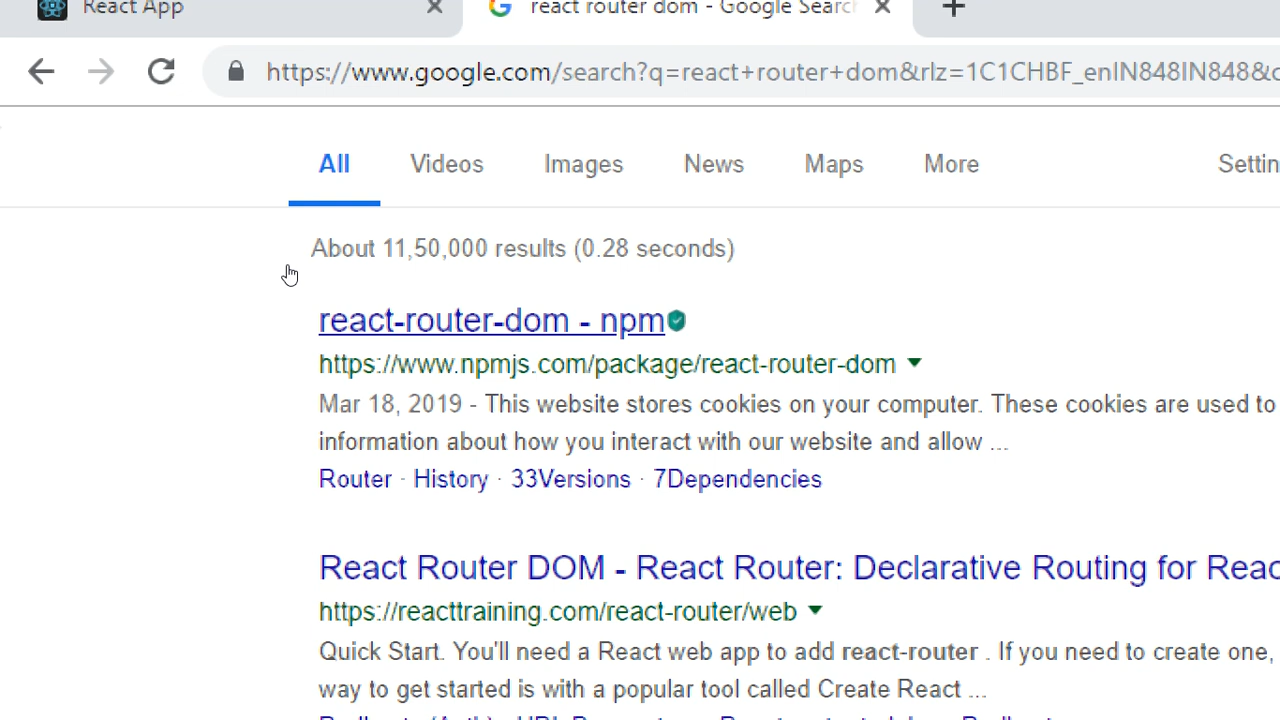 React App
react router dom - Google Search
https://www.google.com/search?q=react+router+dom&rlz=1C1CHBF_enIN848IN848&c
All Videos Images News Maps More Settin
About 11,50,000 results (0.28 seconds)
react-router-dom - npm
https://www.npmjs.com/package/react-router-dom
Mar 18, 2019 - This website stores cookies on your computer. These cookies are used to
information about how you interact with our website and allow ...
Router · History · 33Versions · 7Dependencies
React Router DOM - React Router: Declarative Routing for Reac
https://reacttraining.com/react-router/web
Quick Start. You'll need a React web app to add react-router . If you need to create one,
way to get started is with a popular tool called Create React ...